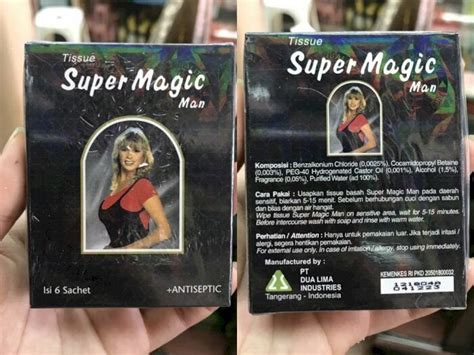 Tissue
Super Magic
Man
Isi 6 Sachet
+ANTISEPTIC
Tissue
Super Magic
Man
Komposisi : Benzalkonium Chloride (0,0025%), Cocamidopropyl Betaine
(0,003%), PEG-40 Hydrogenated Castor Oil (0,001%), Alcohol (1,5%),
Fragrance (0,05%), Purified Water (ad 100%).
Cara Pakai : Usapkan tissue basah Super Magic Man pada daerah
sensitif, biarkan 5-15 menit. Sebelum berhubungan cuci dengan sabun
dan bilas dengan air hangat.
Wipe tissue Super Magic Man on sensitive area, wait for 5-15 minutes.
Before intercourse wash with soap and rinse with warm water.
Perhatian / Attention : Hanya untuk pemakaian luar. Jika terjadi iritasi /
alergi, segera hentikan pemakaian.
For external use only, in case of irritation / allergy, stop using immediately.
Manufactured by :
PT
DUA LIMA
INDUSTRIES
Tangerang - Indonesia
KEMENKES RI PKD 20501800032